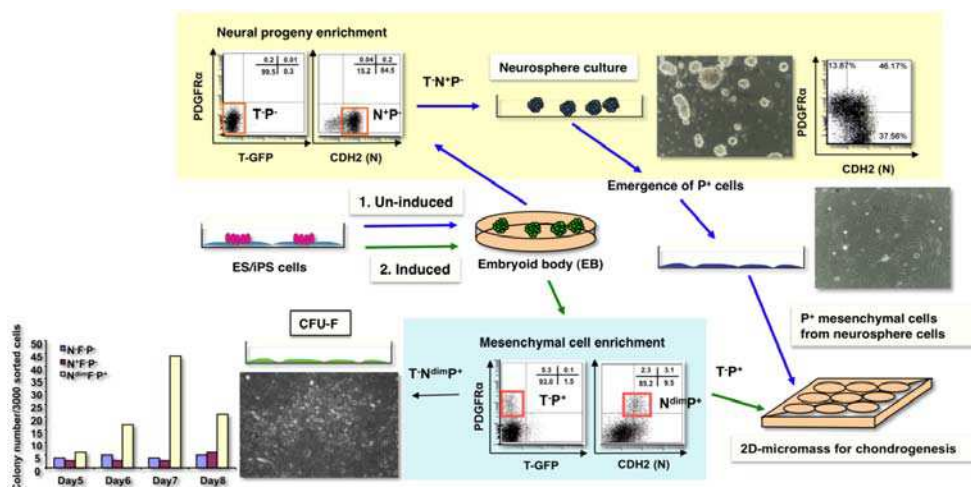 Neural progeny enrichment
0.2 0.01
99.5 0.3
0.04 0.2
15.2 84.5
PDGFRα
T⁻P⁻
N⁺P⁻
T-GFP
CDH2 (N)
T⁻N⁺P⁻
Neurosphere culture
13.87% 46.17%
37.56%
PDGFRα
CDH2 (N)
Emergence of P⁺ cells
1. Un-induced
2. Induced
ES/iPS cells
Embryoid body (EB)
P⁺ mesenchymal cells
from neurosphere cells
CFU-F
Mesenchymal cell enrichment
5.3 0.1
93.0 1.5
2.3 3.1
85.2 9.5
PDGFRα
T⁻P⁺
NᵈⁱᵐP⁺
T-GFP
CDH2 (N)
T⁻NᵈⁱᵐP⁺
T⁻P⁺
2D-micromass for chondrogenesis
Colony number/3000 sorted cells
50
45
40
35
30
25
20
15
10
5
0
N⁻F⁻P⁻
N⁺F⁻P⁻
NᵈⁱᵐF⁻P⁺
Day5 Day6 Day7 Day8